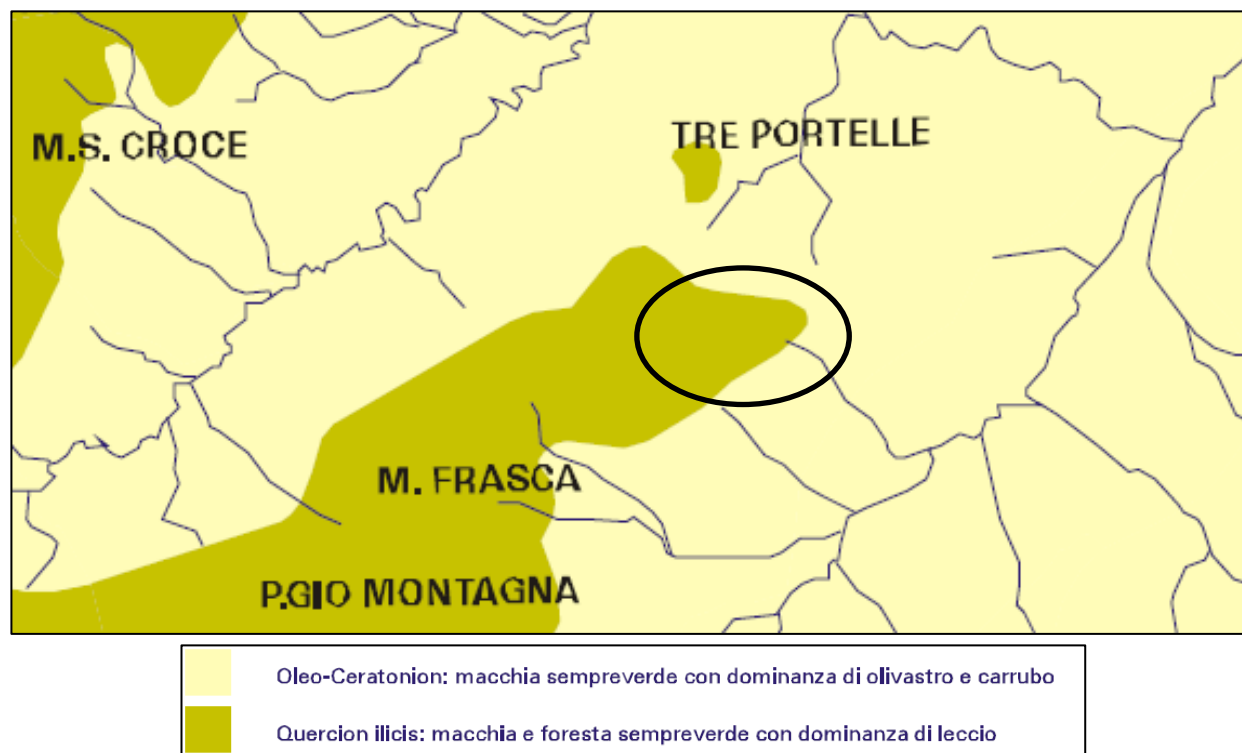 TRE PORTELLE
M.S. CROCE
M. FRASCA
P.GIO MONTAGNA
Oleo-Ceratonion: macchia sempreverde con dominanza di olivastro e carrubo
Quercion ilicis: macchia e foresta sempreverde con dominanza di leccio